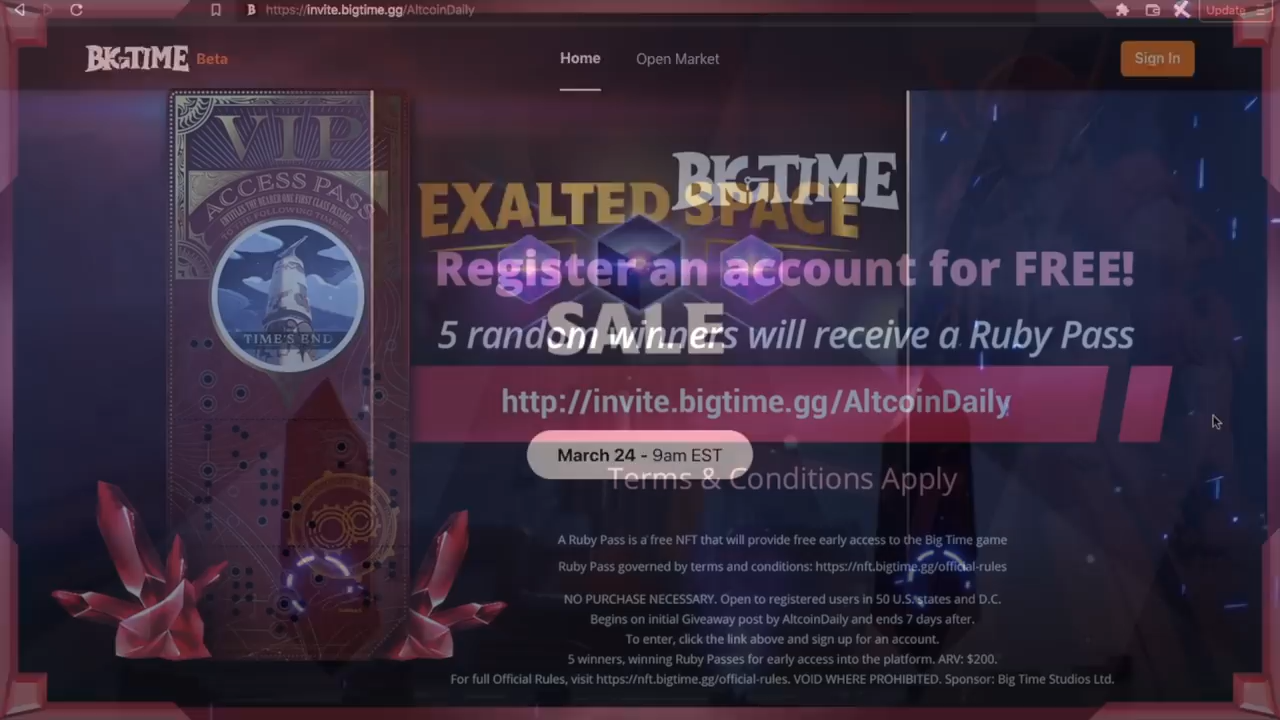 https://invite.bigtime.gg/AltcoinDaily
Update
BIGTIME Beta
Home
Open Market
Sign In
VIP
ACCESS PASS
ENTITLES THE BEARER ONE FIRST CLASS PASSAGE
TIME'S END
BIGTIME
EXALTED SPACE
SALE
Register an account for FREE!
5 random winners will receive a Ruby Pass
http://invite.bigtime.gg/AltcoinDaily
March 24 - 9am EST
Terms & Conditions Apply
A Ruby Pass is a free NFT that will provide free early access to the Big Time game
Ruby Pass governed by terms and conditions: https://nft.bigtime.gg/official-rules
NO PURCHASE NECESSARY. Open to registered users in 50 U.S. states and D.C.
Begins on initial Giveaway post by AltcoinDaily and ends 7 days after.
To enter, click the link above and sign up for an account.
5 winners, winning Ruby Passes for early access into the platform. ARV: $200.
For full Official Rules, visit https://nft.bigtime.gg/official-rules. VOID WHERE PROHIBITED. Sponsor: Big Time Studios Ltd.